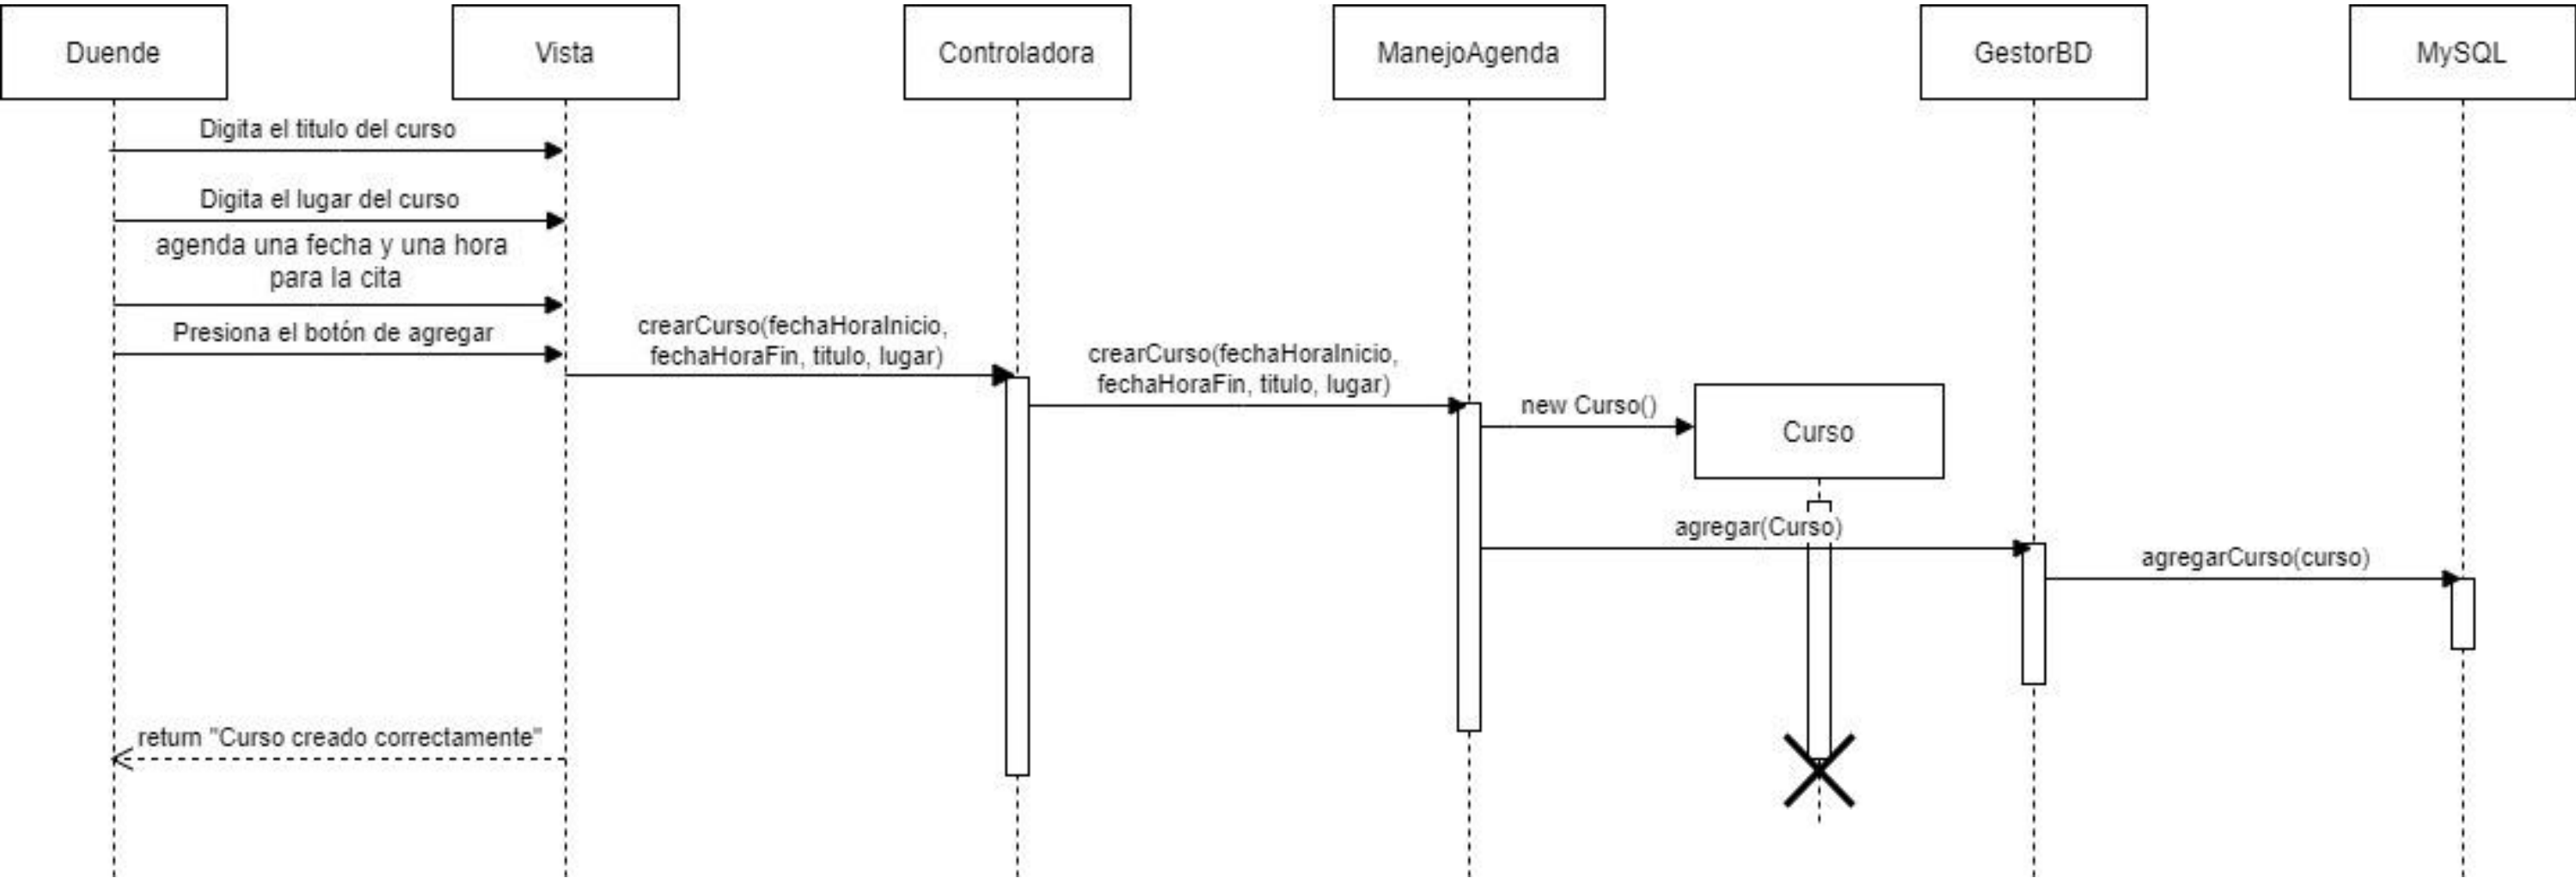 Duende
Vista
Controladora
ManejoAgenda
GestorBD
MySQL
Digita el titulo del curso
Digita el lugar del curso
agenda una fecha y una hora
para la cita
Presiona el botón de agregar
crearCurso(fechaHoraInicio,
fechaHoraFin, titulo, lugar)
crearCurso(fechaHoraInicio,
fechaHoraFin, titulo, lugar)
new Curso()
Curso
agregar(Curso)
agregarCurso(curso)
return "Curso creado correctamente"